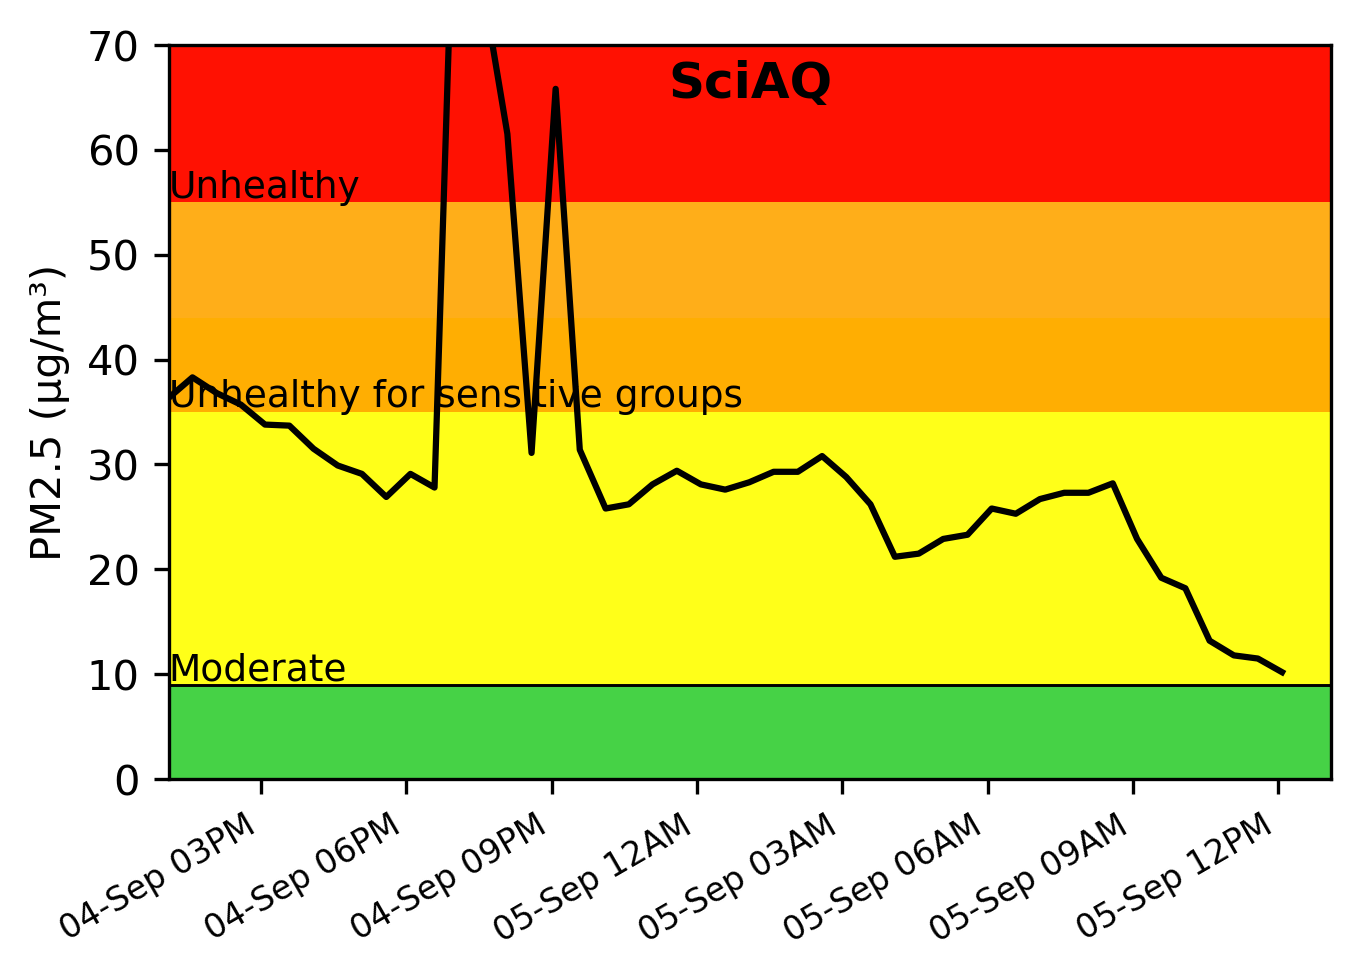 SciAQ
PM2.5 (µg/m³)
70
60
50
40
30
20
10
0
Unhealthy
Unhealthy for sensitive groups
Moderate
04-Sep 03PM
04-Sep 06PM
04-Sep 09PM
05-Sep 12AM
05-Sep 03AM
05-Sep 06AM
05-Sep 09AM
05-Sep 12PM